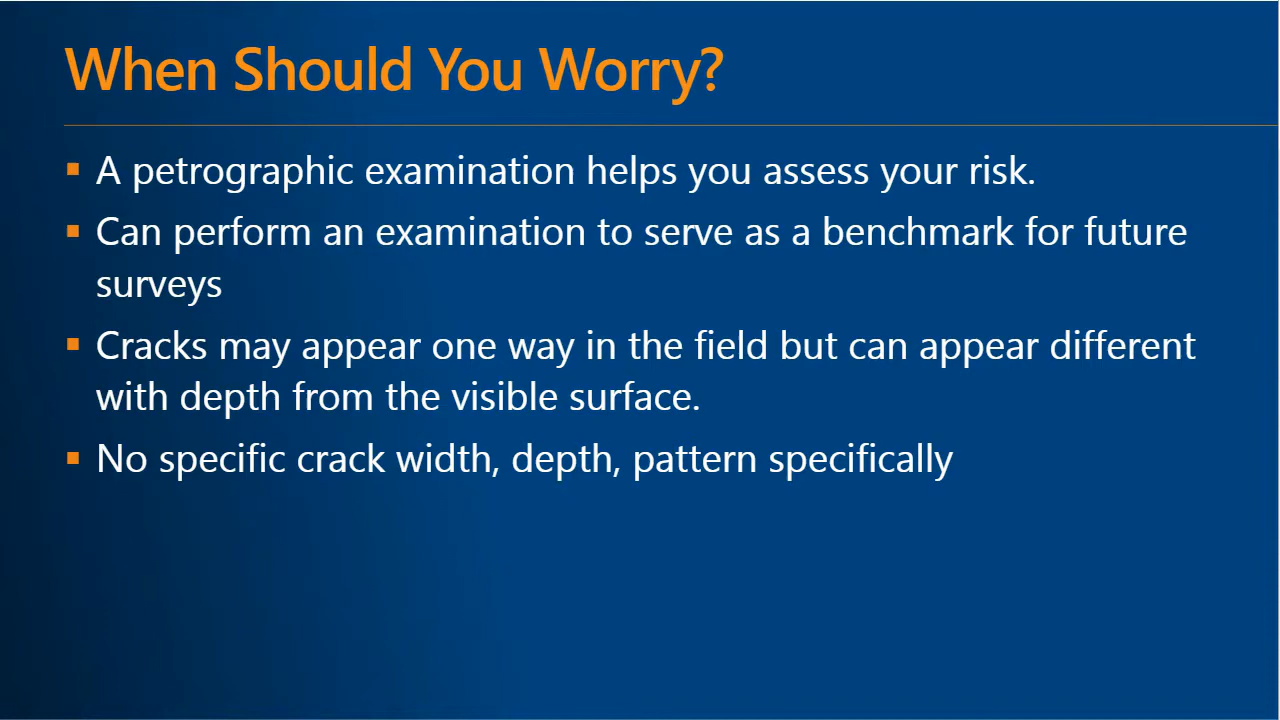 When Should You Worry?
▪ A petrographic examination helps you assess your risk.
▪ Can perform an examination to serve as a benchmark for future
surveys
▪ Cracks may appear one way in the field but can appear different
with depth from the visible surface.
▪ No specific crack width, depth, pattern specifically